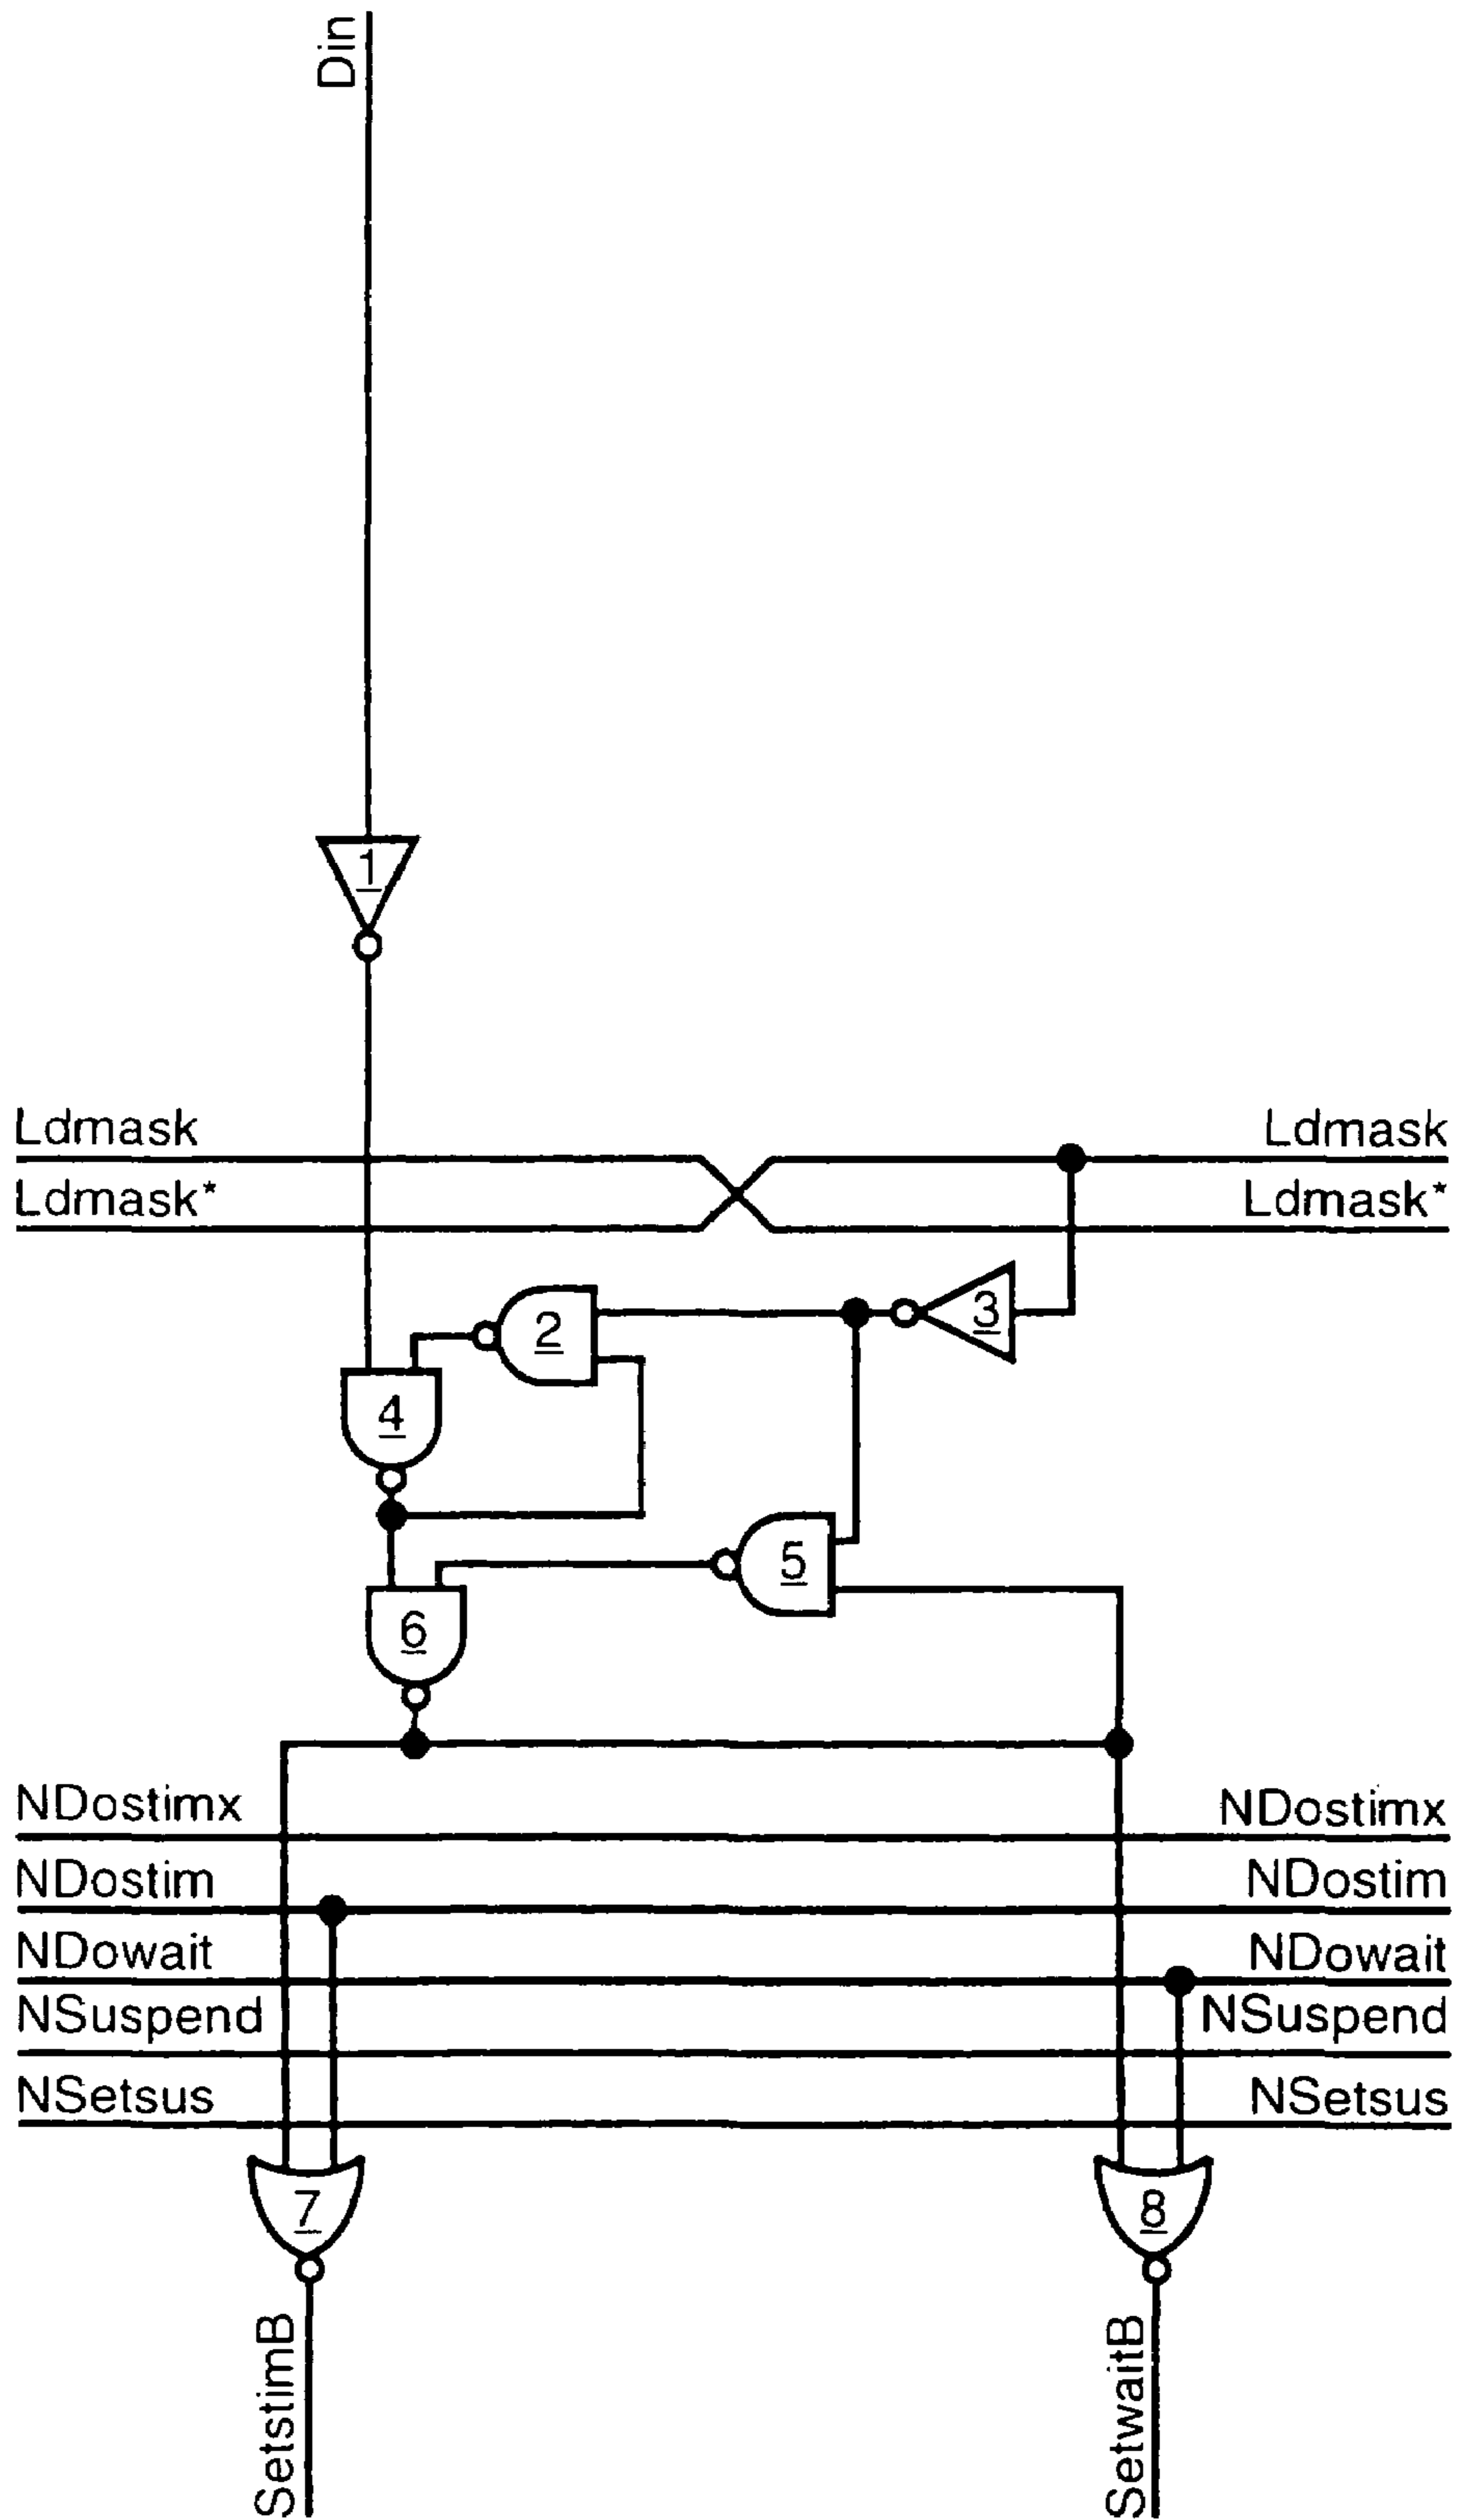 Din
1
Ldmask Ldmask
Ldmask* Ldmask*
2 3
4
5
6
NDostimx NDostimx
NDostim NDostim
NDowait NDowait
NSuspend NSuspend
NSetsus NSetsus
7 8
SetstimB SetwaitB